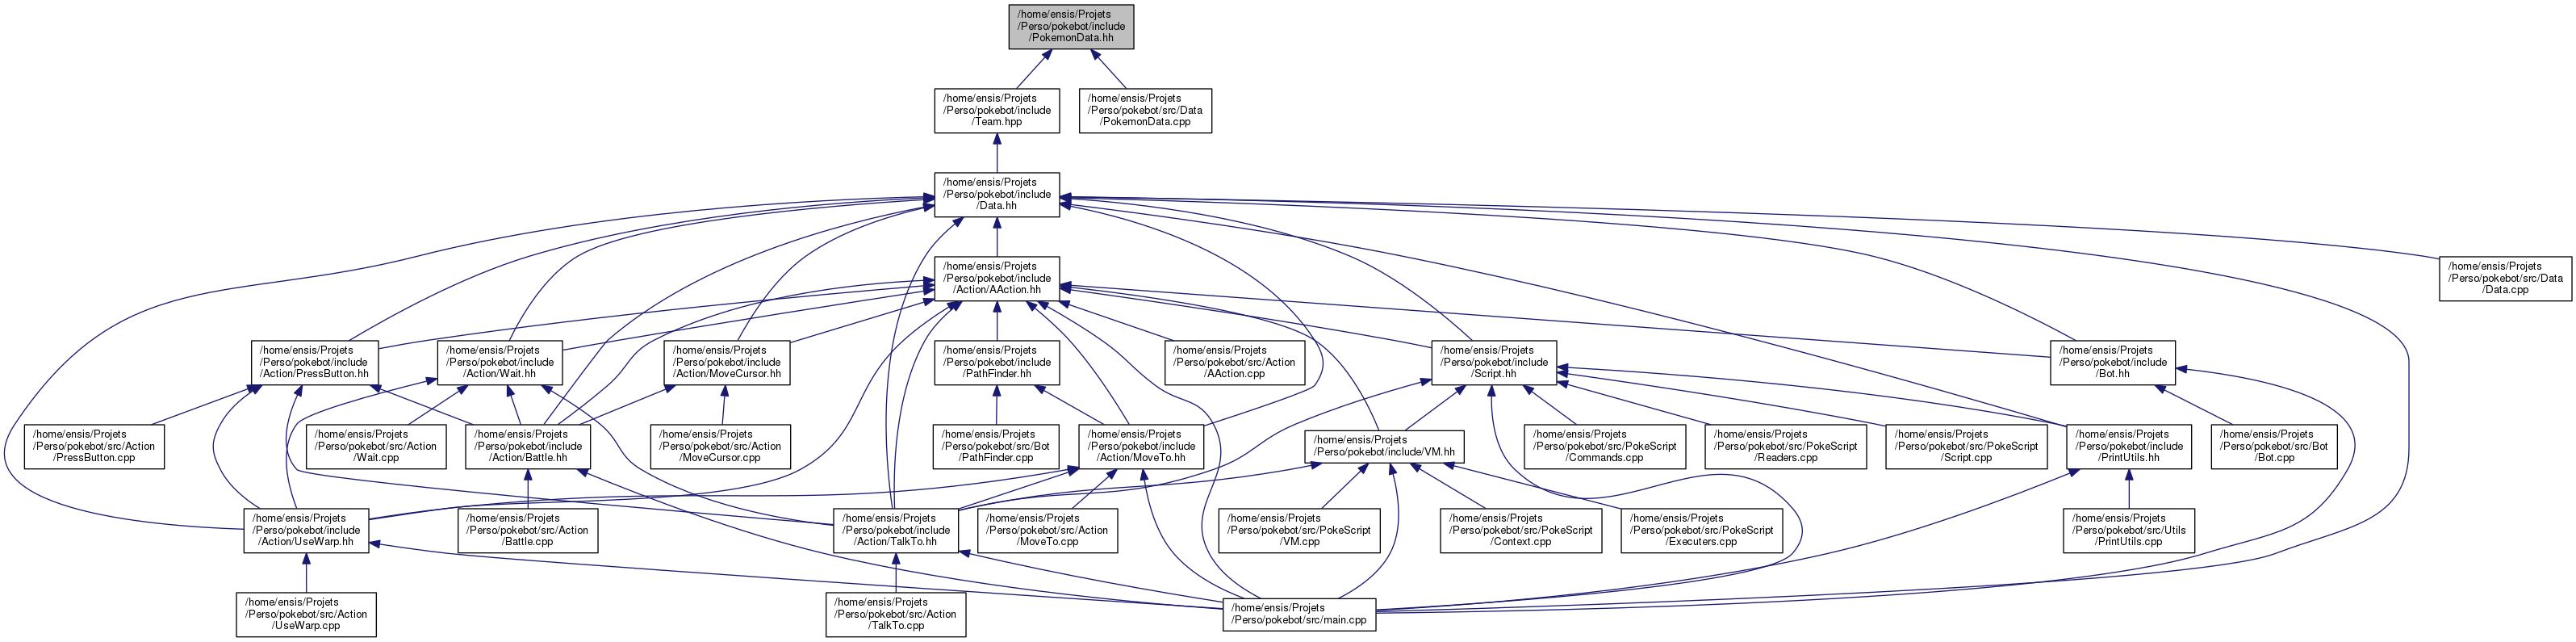 /home/ensis/Projets
/Perso/pokebot/include
/PokemonData.hh
/home/ensis/Projets
/Perso/pokebot/include
/Team.hpp
/home/ensis/Projets
/Perso/pokebot/src/Data
/PokemonData.cpp
/home/ensis/Projets
/Perso/pokebot/include
/Data.hh
/home/ensis/Projets
/Perso/pokebot/include
/Action/AAction.hh
/home/ensis/Projets
/Perso/pokebot/src/Data
/Data.cpp
/home/ensis/Projets
/Perso/pokebot/include
/Action/PressButton.hh
/home/ensis/Projets
/Perso/pokebot/include
/Action/Wait.hh
/home/ensis/Projets
/Perso/pokebot/include
/Action/MoveCursor.hh
/home/ensis/Projets
/Perso/pokebot/include
/PathFinder.hh
/home/ensis/Projets
/Perso/pokebot/src/Action
/AAction.cpp
/home/ensis/Projets
/Perso/pokebot/include
/Script.hh
/home/ensis/Projets
/Perso/pokebot/include
/Bot.hh
/home/ensis/Projets
/Perso/pokebot/src/Action
/PressButton.cpp
/home/ensis/Projets
/Perso/pokebot/src/Action
/Wait.cpp
/home/ensis/Projets
/Perso/pokebot/include
/Action/Battle.hh
/home/ensis/Projets
/Perso/pokebot/src/Action
/MoveCursor.cpp
/home/ensis/Projets
/Perso/pokebot/src/Bot
/PathFinder.cpp
/home/ensis/Projets
/Perso/pokebot/include
/Action/MoveTo.hh
/home/ensis/Projets
/Perso/pokebot/include/VM.hh
/home/ensis/Projets
/Perso/pokebot/src/PokeScript
/Commands.cpp
/home/ensis/Projets
/Perso/pokebot/src/PokeScript
/Readers.cpp
/home/ensis/Projets
/Perso/pokebot/src/PokeScript
/Script.cpp
/home/ensis/Projets
/Perso/pokebot/include
/PrintUtils.hh
/home/ensis/Projets
/Perso/pokebot/src/Bot
/Bot.cpp
/home/ensis/Projets
/Perso/pokebot/include
/Action/UseWarp.hh
/home/ensis/Projets
/Perso/pokebot/src/Action
/Battle.cpp
/home/ensis/Projets
/Perso/pokebot/include
/Action/TalkTo.hh
/home/ensis/Projets
/Perso/pokebot/src/Action
/MoveTo.cpp
/home/ensis/Projets
/Perso/pokebot/src/PokeScript
/VM.cpp
/home/ensis/Projets
/Perso/pokebot/src/PokeScript
/Context.cpp
/home/ensis/Projets
/Perso/pokebot/src/PokeScript
/Executers.cpp
/home/ensis/Projets
/Perso/pokebot/src/Utils
/PrintUtils.cpp
/home/ensis/Projets
/Perso/pokebot/src/Action
/UseWarp.cpp
/home/ensis/Projets
/Perso/pokebot/src/Action
/TalkTo.cpp
/home/ensis/Projets
/Perso/pokebot/src/main.cpp